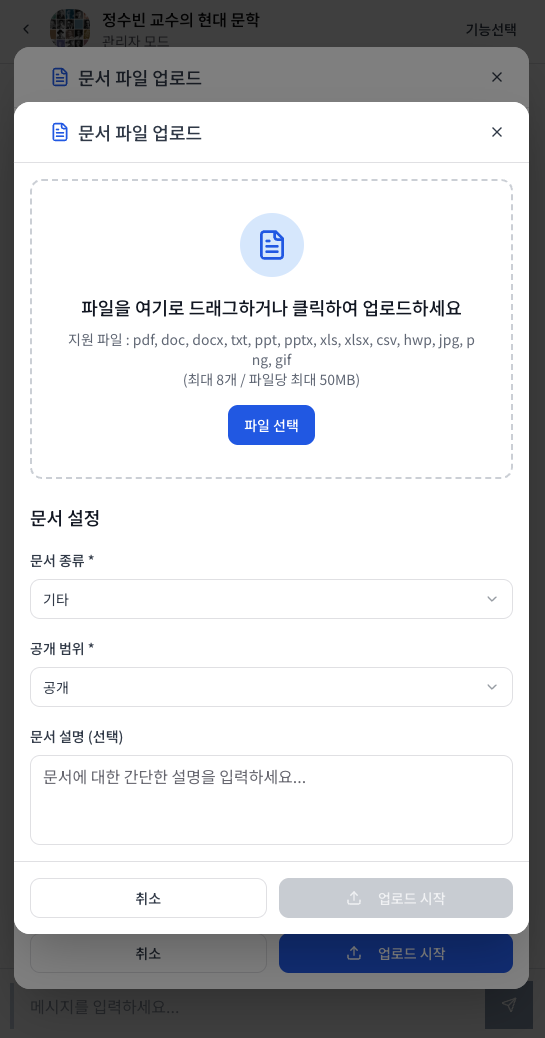 정수빈 교수의 현대 문학
관리자 모드
기능선택
문서 파일 업로드
문서 파일 업로드
파일을 여기로 드래그하거나 클릭하여 업로드하세요
지원 파일 : pdf, doc, docx, txt, ppt, pptx, xls, xlsx, csv, hwp, jpg, p
ng, gif
(최대 8개 / 파일당 최대 50MB)
파일 선택
문서 설정
문서 종류 *
기타
공개 범위 *
공개
문서 설명 (선택)
문서에 대한 간단한 설명을 입력하세요...
취소
업로드 시작
취소
업로드 시작
메시지를 입력하세요...